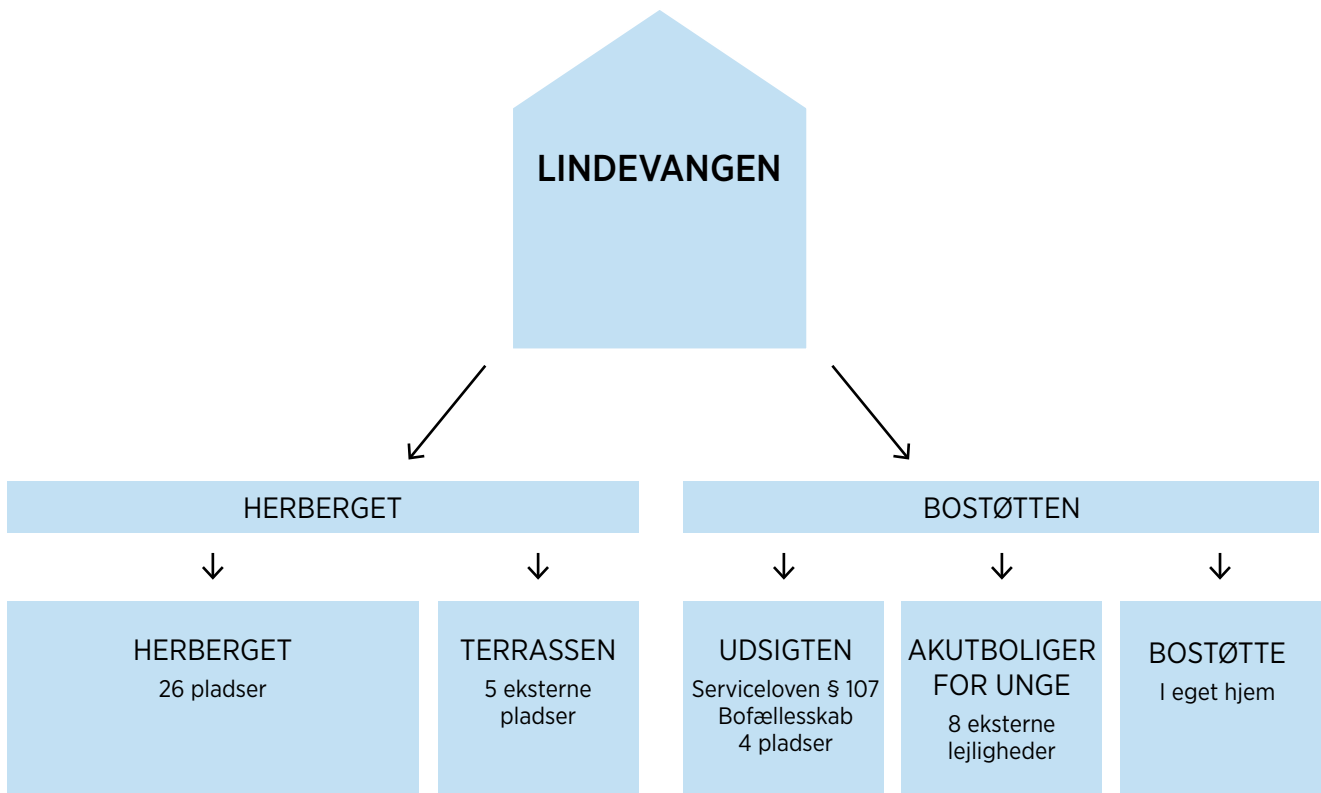 LINDEVANGEN
HERBERGET
BOSTØTTEN
HERBERGET
26 pladser
TERRASSEN
5 eksterne
pladser
UDSIGTEN
Serviceloven § 107
Bofællesskab
4 pladser
AKUTBOLIGER
FOR UNGE
8 eksterne
lejligheder
BOSTØTTE
I eget hjem